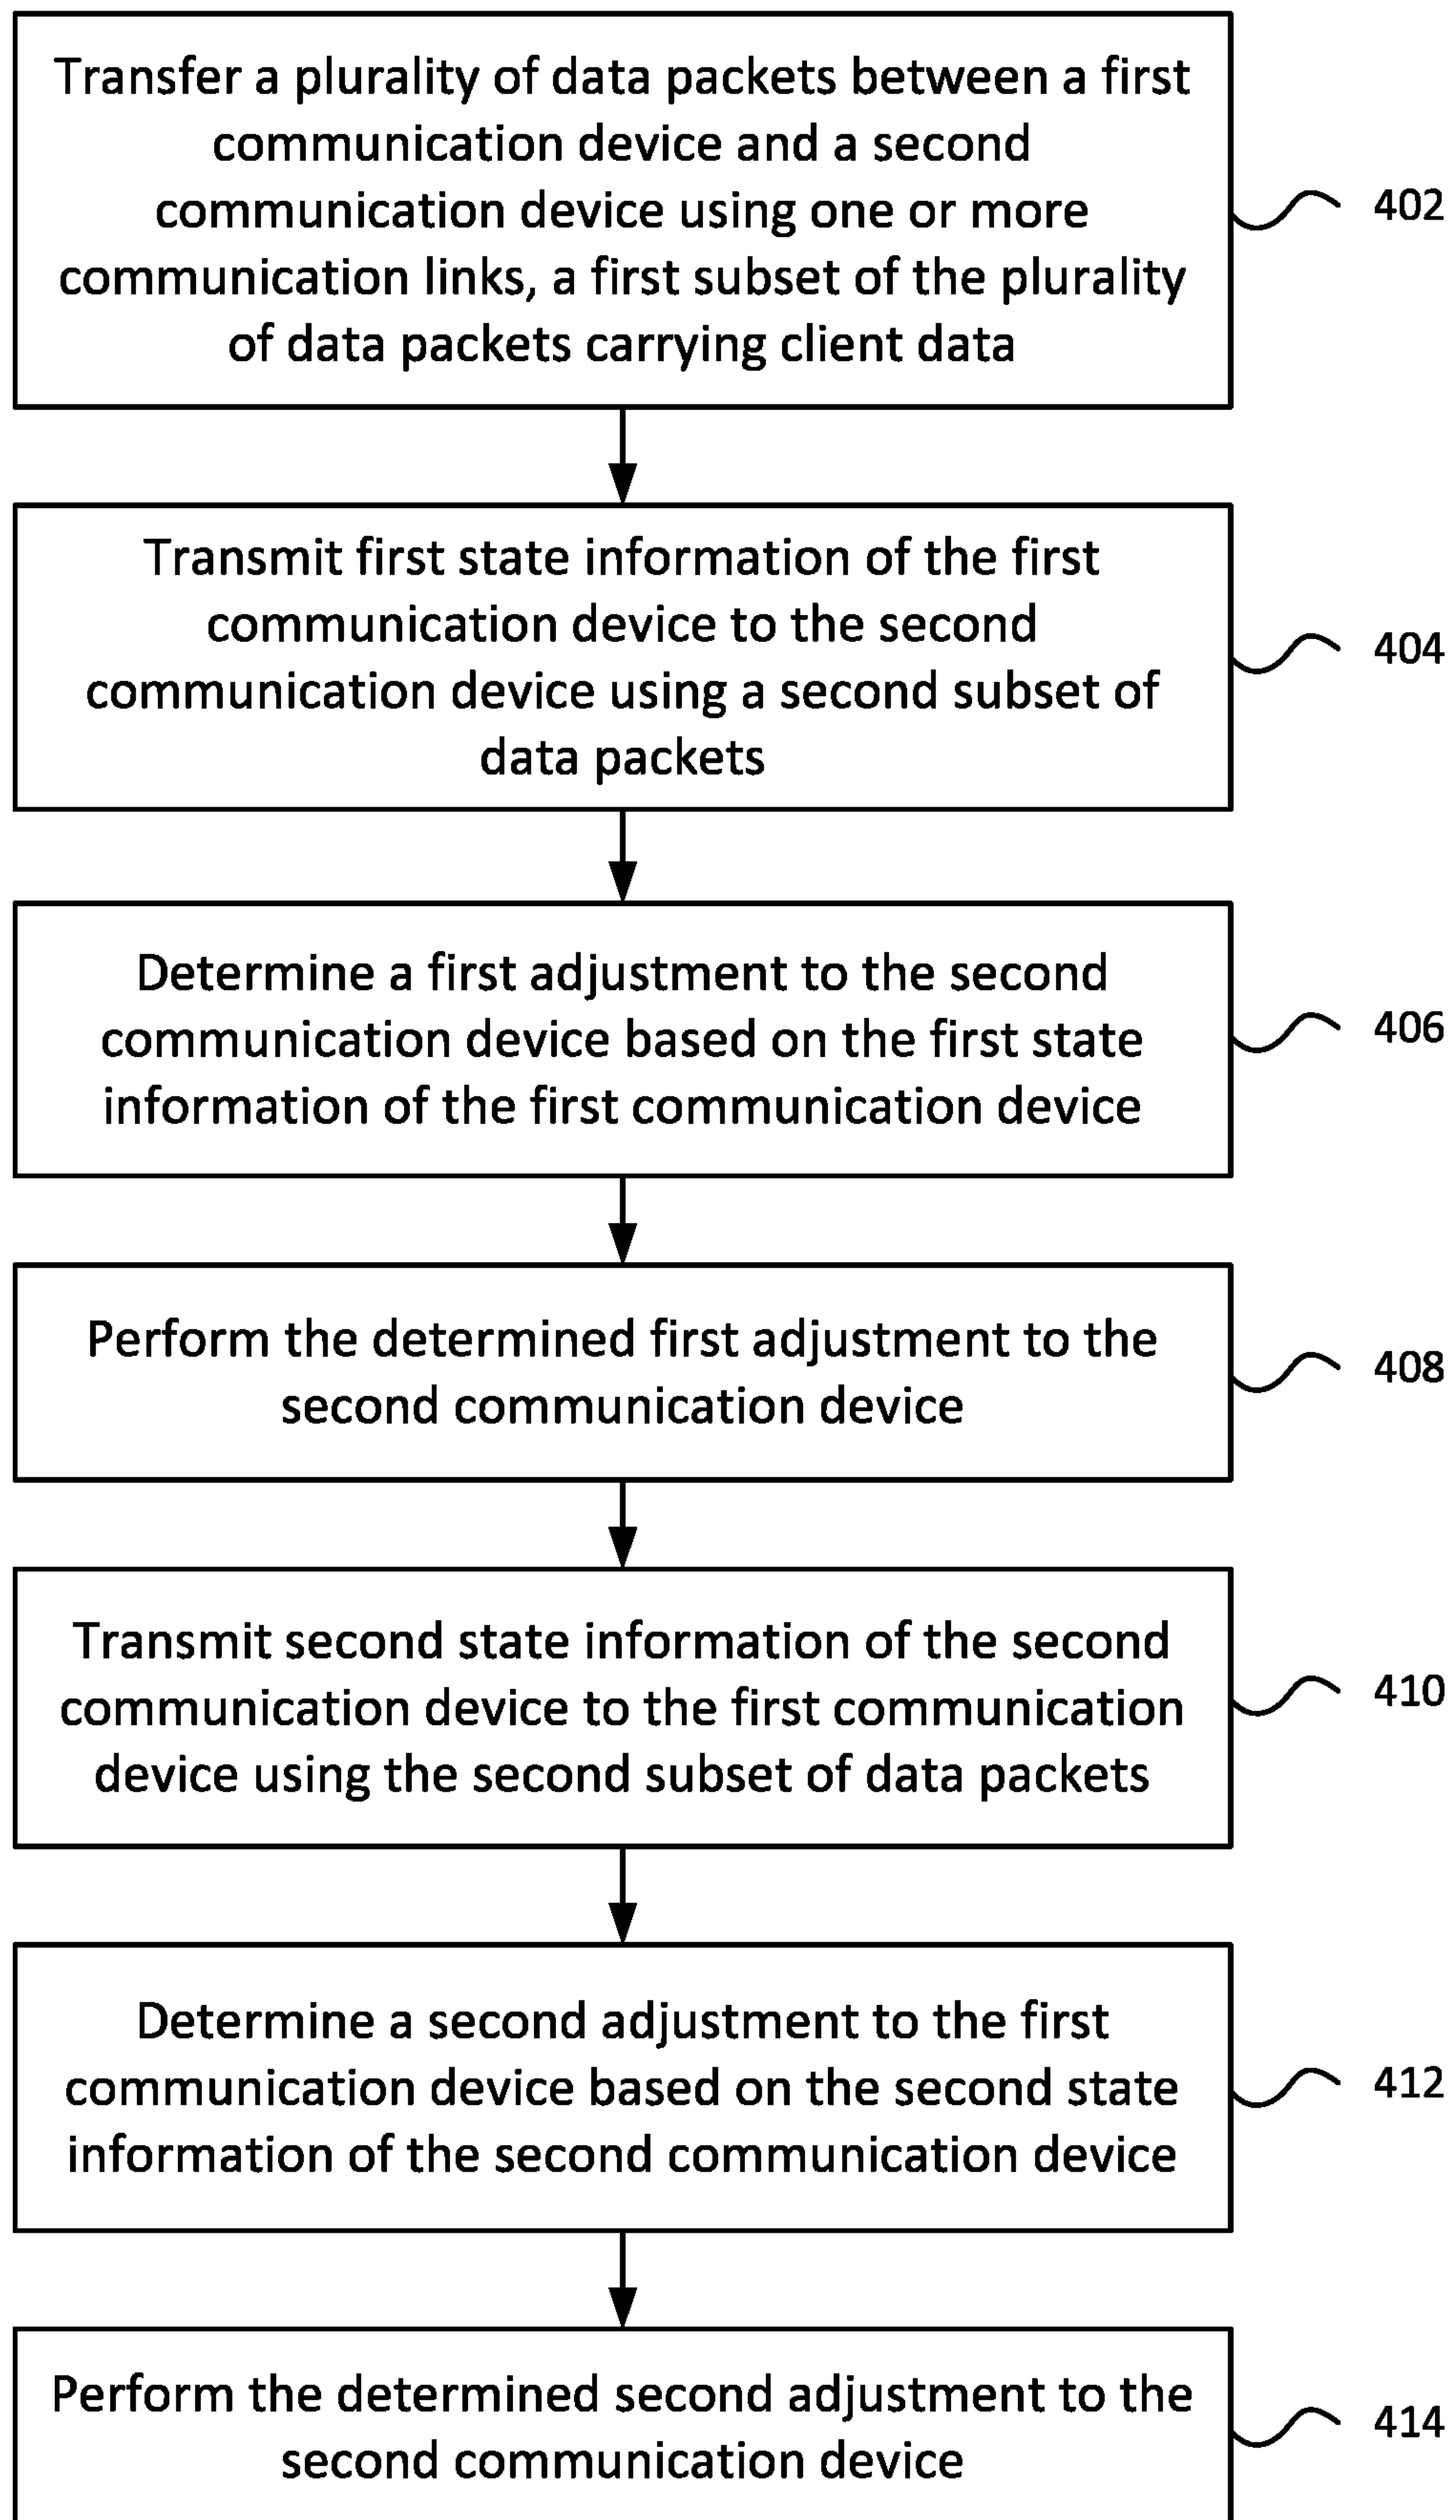 Transfer a plurality of data packets between a first
communication device and a second
communication device using one or more
communication links, a first subset of the plurality
of data packets carrying client data
402
Transmit first state information of the first
communication device to the second
communication device using a second subset of
data packets
404
Determine a first adjustment to the second
communication device based on the first state
information of the first communication device
406
Perform the determined first adjustment to the
second communication device
408
Transmit second state information of the second
communication device to the first communication
device using the second subset of data packets
410
Determine a second adjustment to the first
communication device based on the second state
information of the second communication device
412
Perform the determined second adjustment to the
second communication device
414